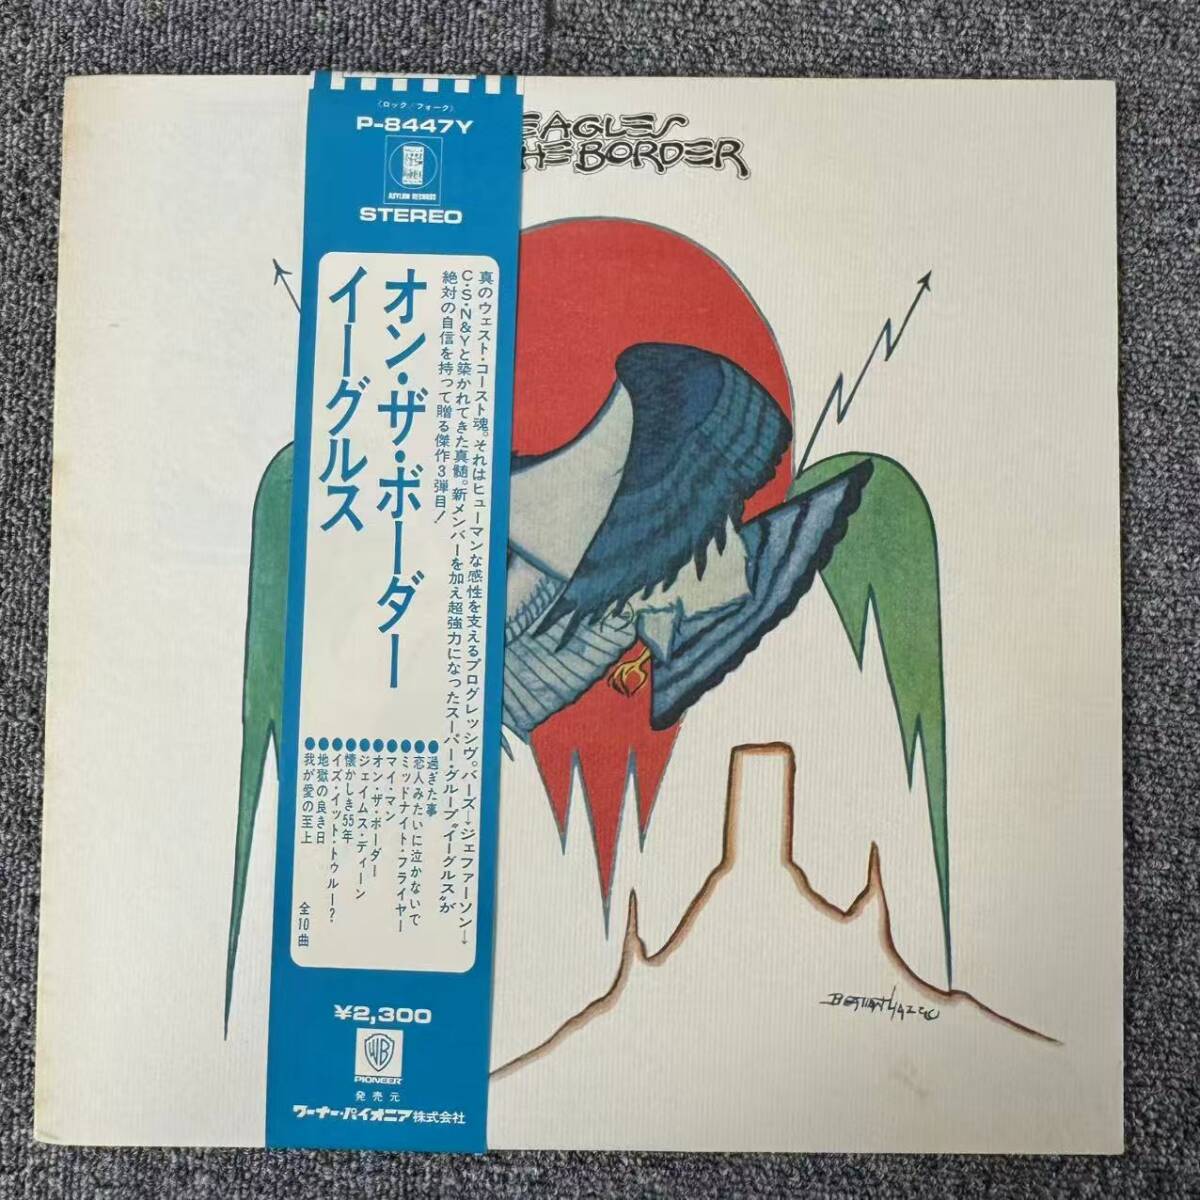 (ロック/フォーク)
P-8447Y
ASYLUM RECORDS
STEREO
EAGLES
HE BORDER
オン・ザ・ボーダー
イーグルス
真のウェスト・コースト魂。それはヒューマンな感性を支えるプログレッシヴ。バーズ→ジェファーソン→
C・S・N&Yと築かれてきた真髄。新メンバーを加え超強力になったスーパー・グループ“イーグルス”が
絶対の自信を持って贈る傑作3弾目!
●過ぎた事
●恋人みたいに泣かないで
●ミッドナイト・フライヤー
●マイ・マン
●オン・ザ・ボーダー
●ジェイムス・ディーン
●懐かしき55年
●イズ・イット・トゥルー?
●地獄の良き日
●我が愛の至上
全10曲
¥2,300
WB
PIONEER
発売元
ワーナー・パイオニア株式会社